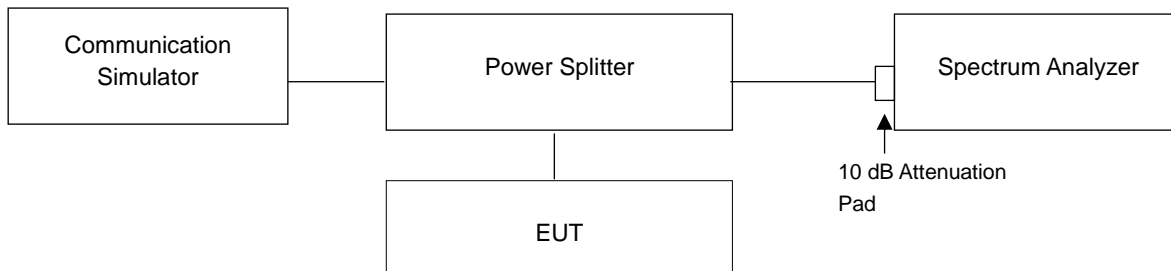 Communication
Simulator
Power Splitter
Spectrum Analyzer
10 dB Attenuation
Pad
EUT